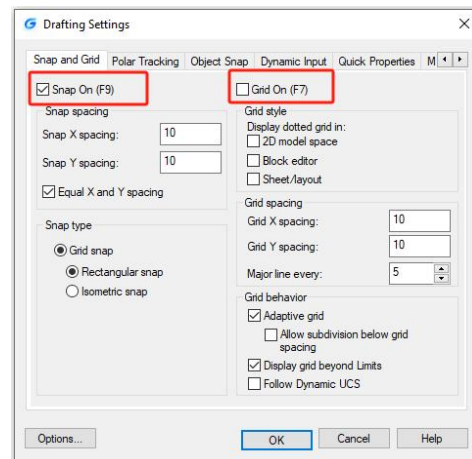 Drafting Settings
Snap and Grid Polar Tracking Object Snap Dynamic Input Quick Properties M
Snap On (F9)
Snap spacing
Snap X spacing: 10
Snap Y spacing: 10
Equal X and Y spacing
Snap type
Grid snap
Rectangular snap
Isometric snap
Grid On (F7)
Grid style
Display dotted grid in:
2D model space
Block editor
Sheet/layout
Grid spacing
Grid X spacing: 10
Grid Y spacing: 10
Major line every: 5
Grid behavior
Adaptive grid
Allow subdivision below grid
spacing
Display grid beyond Limits
Follow Dynamic UCS
Options... OK Cancel Help